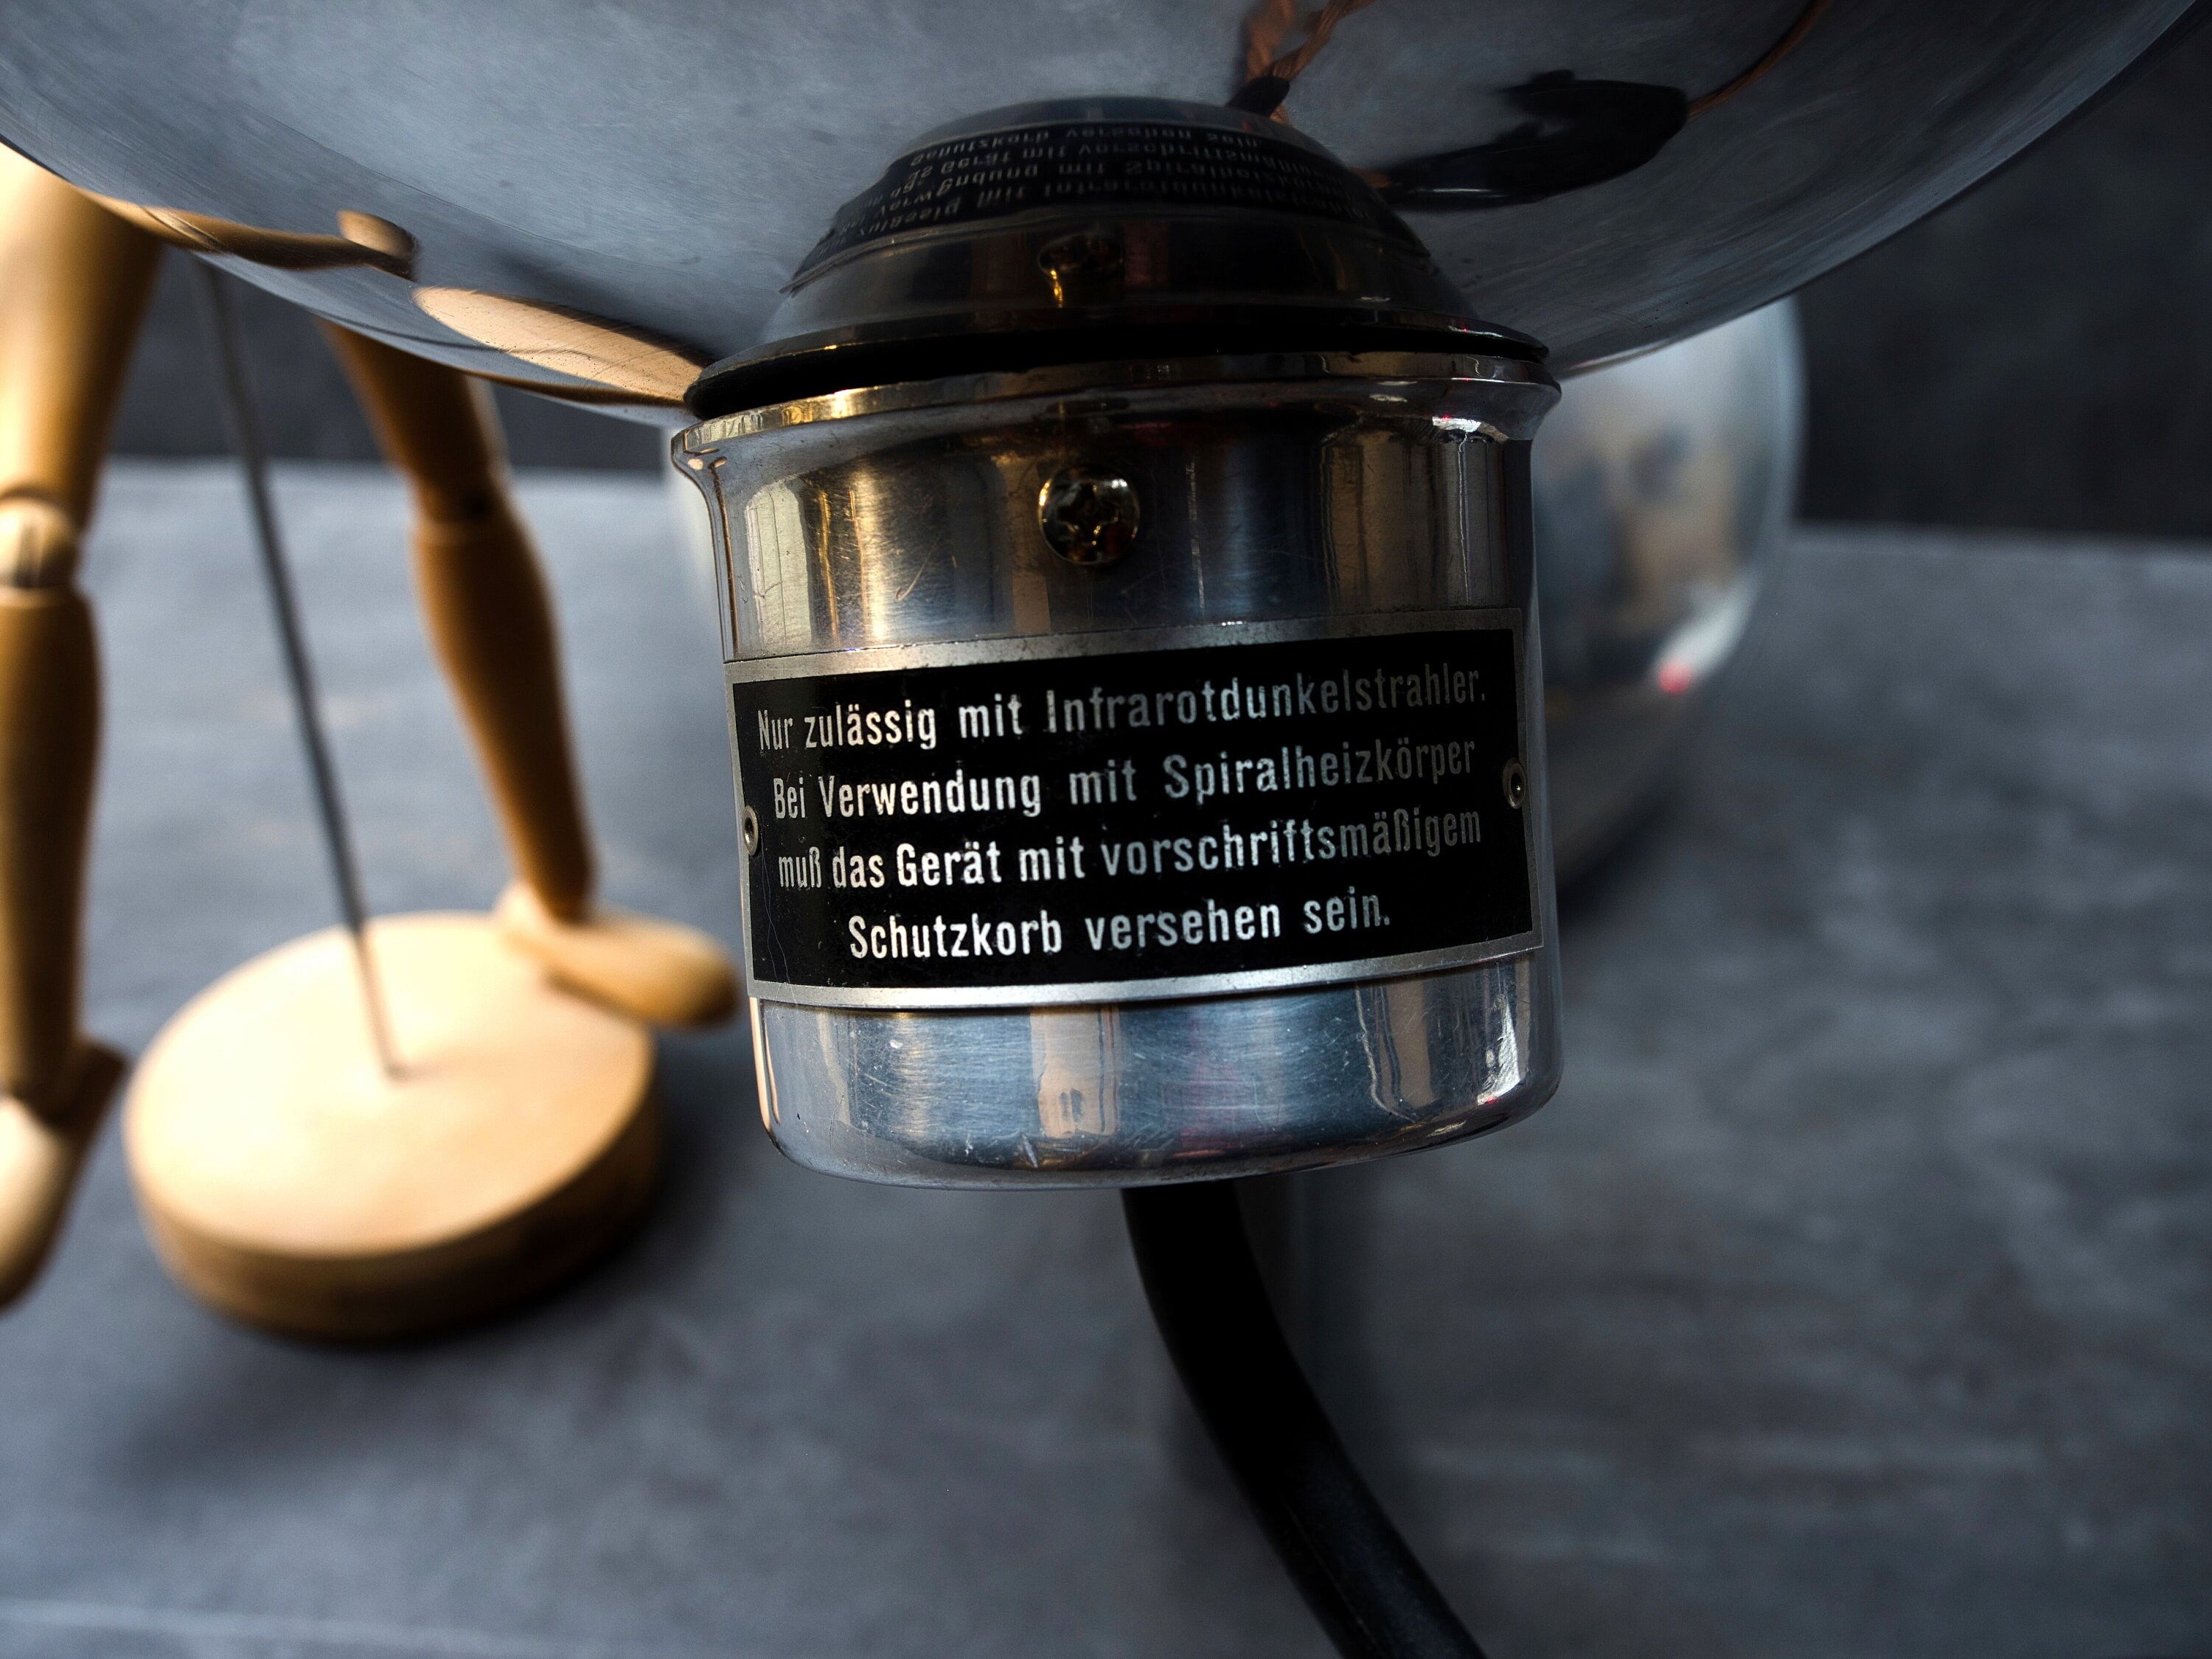 Nur zulässig mit Infrarotdunkelstrahler.
Bei Verwendung mit Spiralheizkörper
muß das Gerät mit vorschriftsmäßigem
Schutzkorb versehen sein.